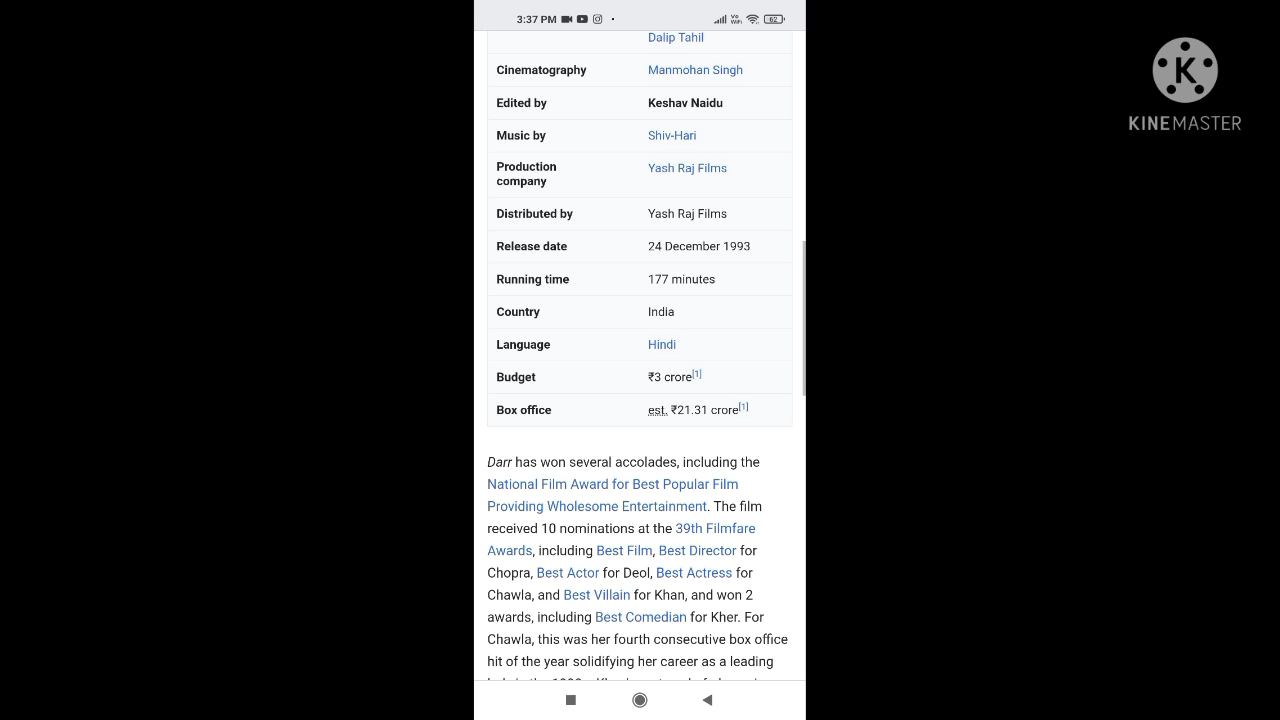 3:37 PM
Vo
WiFi
62
KINEMASTER
Dalip Tahil
Cinematography Manmohan Singh
Edited by Keshav Naidu
Music by Shiv-Hari
Production company Yash Raj Films
Distributed by Yash Raj Films
Release date 24 December 1993
Running time 177 minutes
Country India
Language Hindi
Budget ₹3 crore[1]
Box office est. ₹21.31 crore[1]
Darr has won several accolades, including the
National Film Award for Best Popular Film
Providing Wholesome Entertainment. The film
received 10 nominations at the 39th Filmfare
Awards, including Best Film, Best Director for
Chopra, Best Actor for Deol, Best Actress for
Chawla, and Best Villain for Khan, and won 2
awards, including Best Comedian for Kher. For
Chawla, this was her fourth consecutive box office
hit of the year solidifying her career as a leading